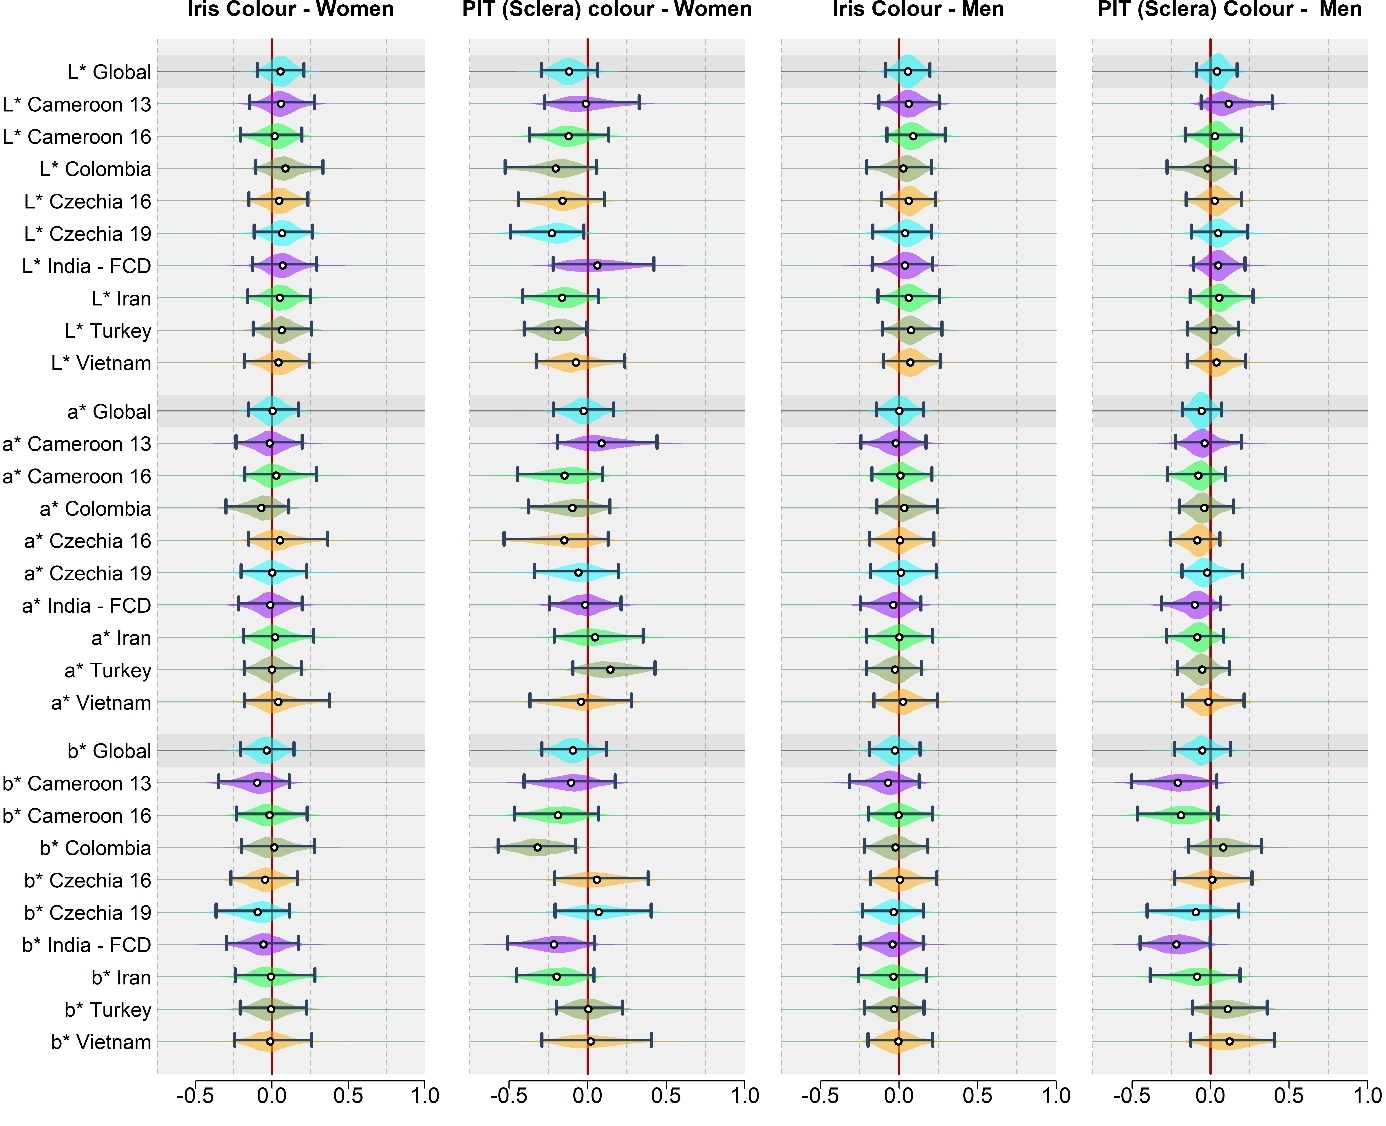 Iris Colour - Women PIT (Sclera) colour - Women Iris Colour - Men PIT (Sclera) Colour - Men
L* Global
L* Cameroon 13
L* Cameroon 16
L* Colombia
L* Czechia 16
L* Czechia 19
L* India - FCD
L* Iran
L* Turkey
L* Vietnam
a* Global
a* Cameroon 13
a* Cameroon 16
a* Colombia
a* Czechia 16
a* Czechia 19
a* India - FCD
a* Iran
a* Turkey
a* Vietnam
b* Global
b* Cameroon 13
b* Cameroon 16
b* Colombia
b* Czechia 16
b* Czechia 19
b* India - FCD
b* Iran
b* Turkey
b* Vietnam
-0.5 0.0 0.5 1.0 -0.5 0.0 0.5 1.0 -0.5 0.0 0.5 1.0 -0.5 0.0 0.5 1.0